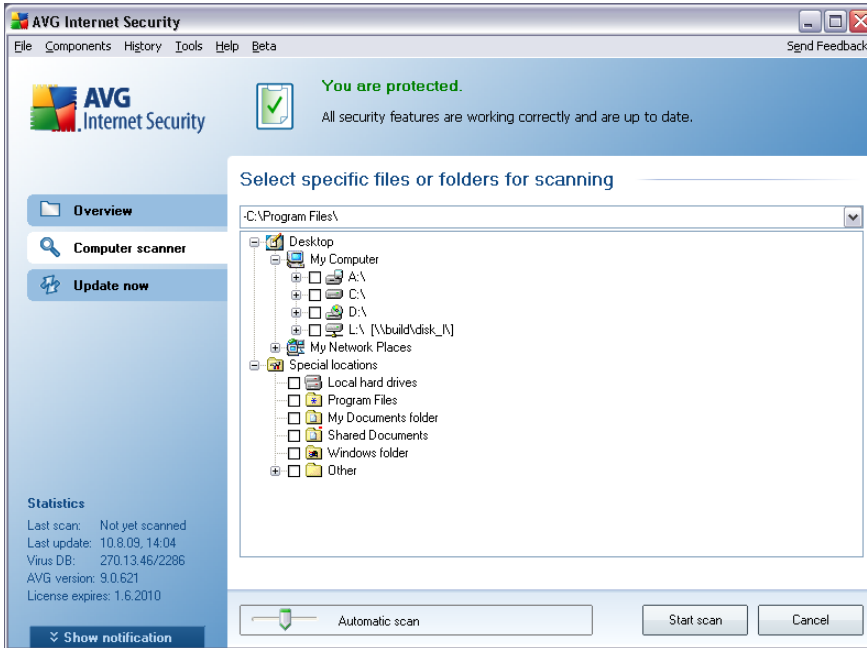 AVG Internet Security
File Components History Tools Help Beta Send Feedback
AVG
Internet Security
You are protected.
All security features are working correctly and are up to date.
Select specific files or folders for scanning
Overview
Computer scanner
Update now
-C:\Program Files\
Desktop
My Computer
A:\
C:\
D:\
L:\ [\\build\disk_l\]
My Network Places
Special locations
Local hard drives
Program Files
My Documents folder
Shared Documents
Windows folder
Other
Statistics
Last scan: Not yet scanned
Last update: 10.8.09, 14:04
Virus DB: 270.13.46/2286
AVG version: 9.0.621
License expires: 1.6.2010
Show notification
Automatic scan
Start scan
Cancel